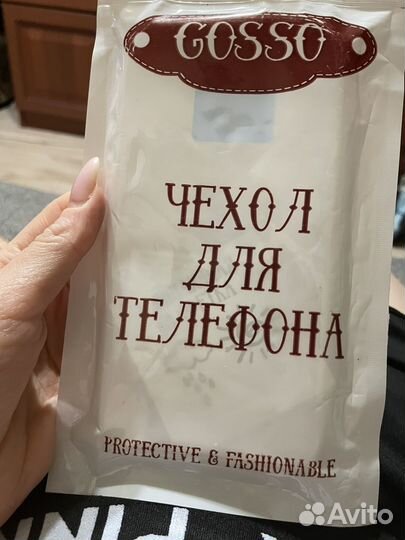 GOSSO
ЧЕХОЛ
ДЛЯ
ТЕЛЕФОНА
PROTECTIVE & FASHIONABLE
Avito